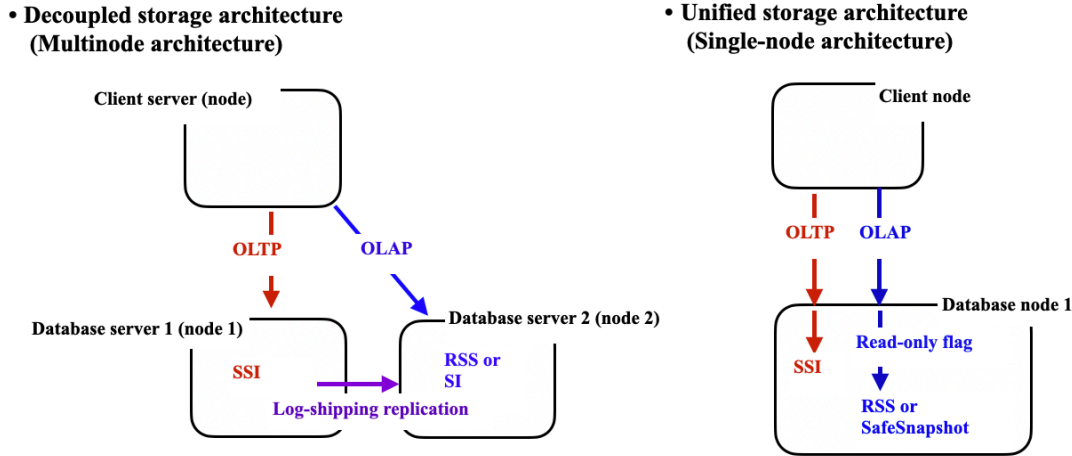 • Decoupled storage architecture
(Multinode architecture)
Client server (node)
OLTP
OLAP
Database server 1 (node 1)
Database server 2 (node 2)
SSI
RSS or
SI
Log-shipping replication
• Unified storage architecture
(Single-node architecture)
Client node
OLTP
OLAP
Database node 1
Read-only flag
SSI
RSS or
SafeSnapshot